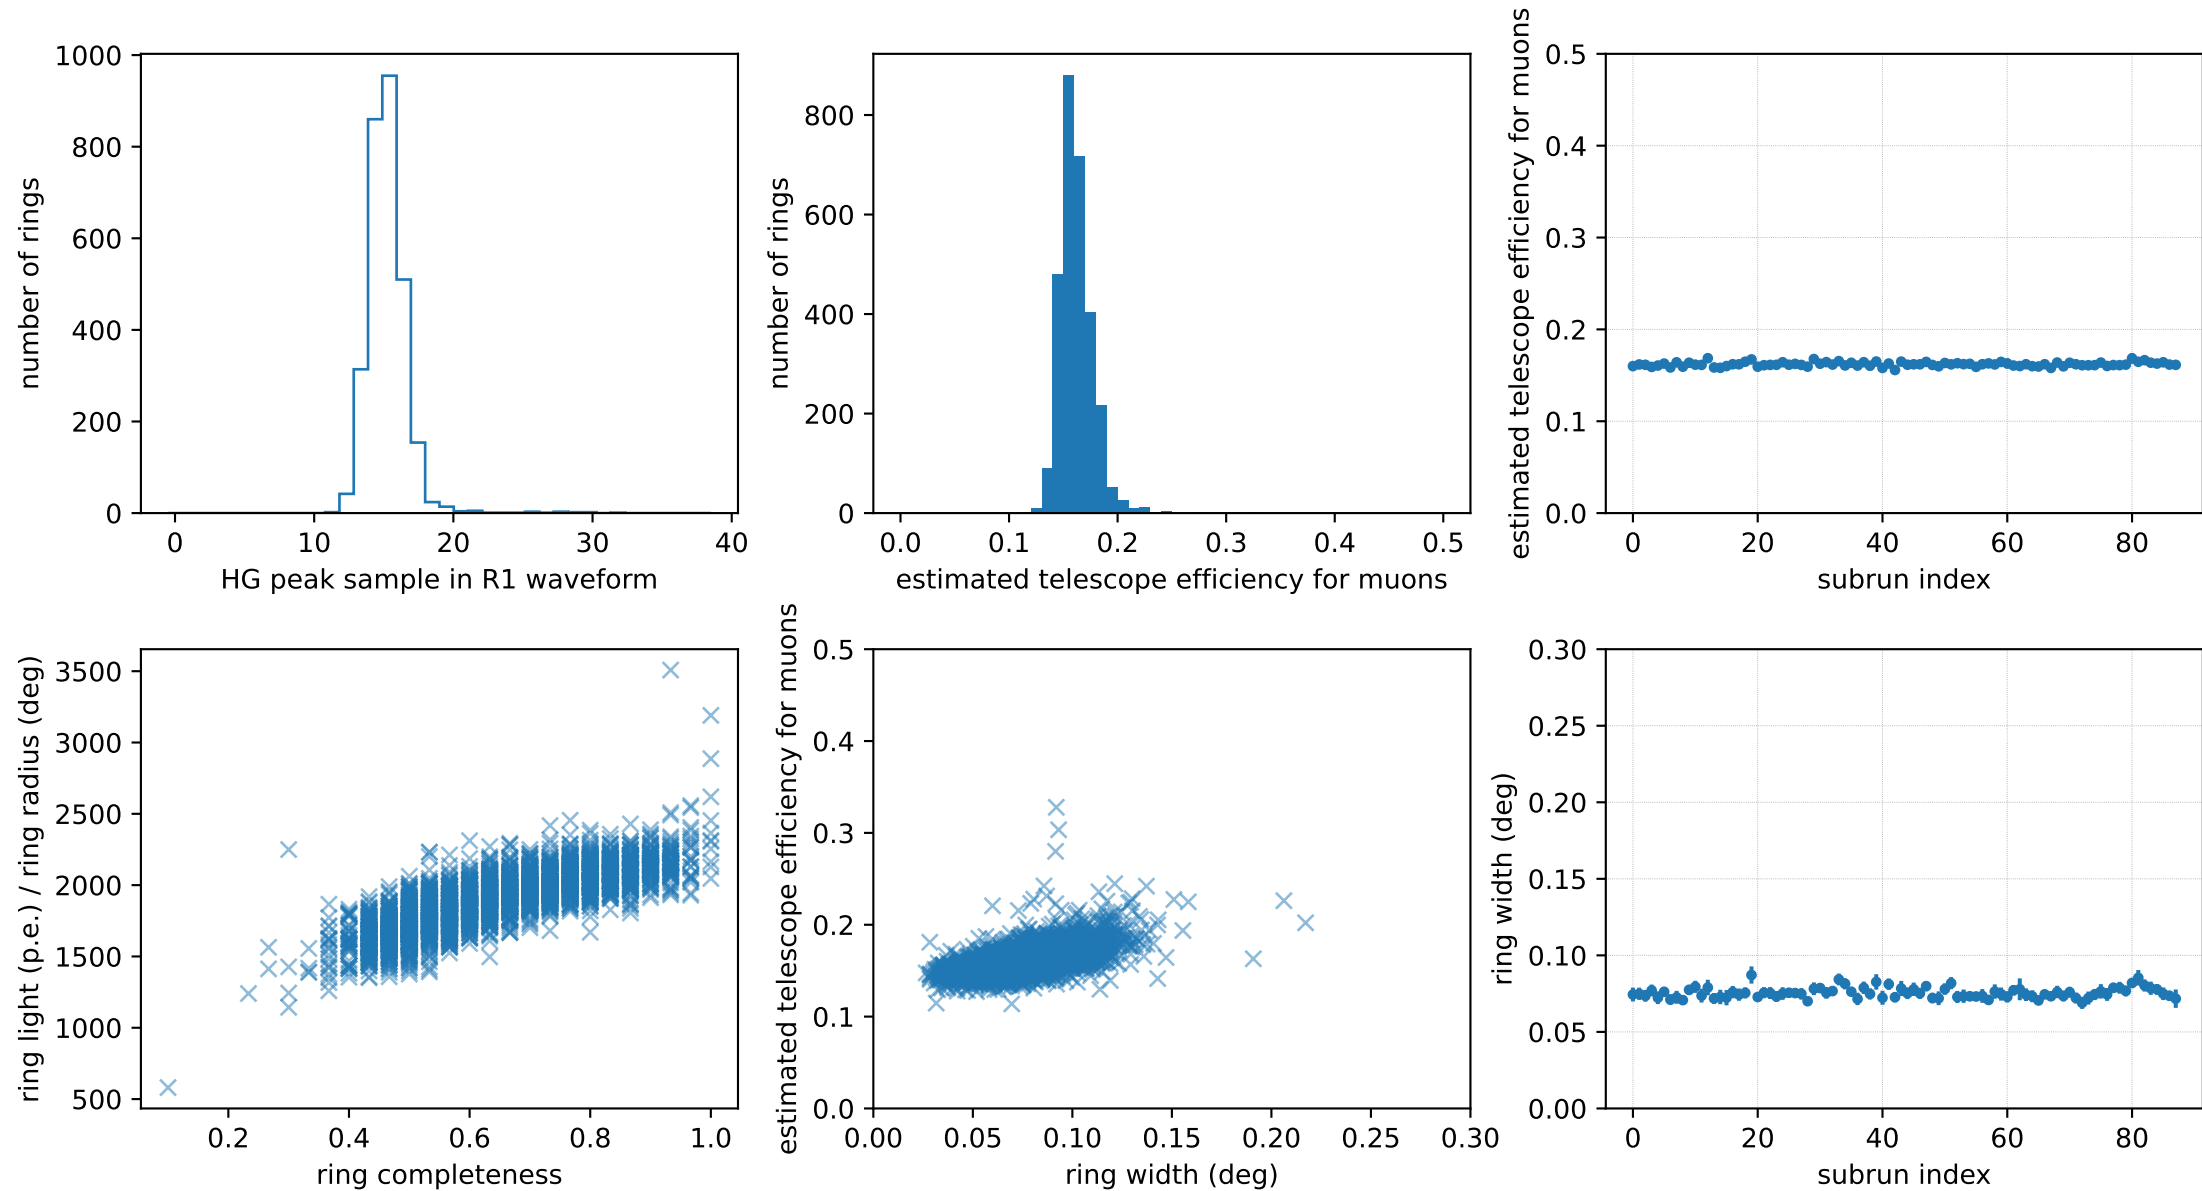 1000
800
600
400
200
0
number of rings
0 10 20 30 40
HG peak sample in R1 waveform
800
600
400
200
0
number of rings
0.0 0.1 0.2 0.3 0.4 0.5
estimated telescope efficiency for muons
0.5
0.4
0.3
0.2
0.1
0.0
estimated telescope efficiency for muons
0 20 40 60 80
subrun index
3500
3000
2500
2000
1500
1000
500
ring light (p.e.) / ring radius (deg)
0.2 0.4 0.6 0.8 1.0
ring completeness
0.5
0.4
0.3
0.2
0.1
0.0
estimated telescope efficiency for muons
0.00 0.05 0.10 0.15 0.20 0.25 0.30
ring width (deg)
0.30
0.25
0.20
0.15
0.10
0.05
0.00
ring width (deg)
0 20 40 60 80
subrun index